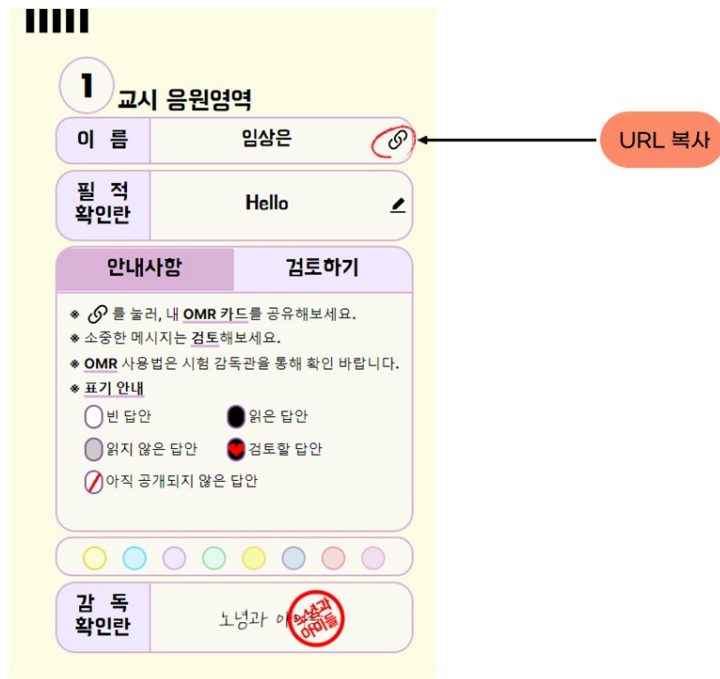 1 교시 응원영역
이 름 임상은
URL 복사
필 적
확인란
Hello
안내사항 검토하기
※ 를 눌러, 내 OMR 카드를 공유해보세요.
※ 소중한 메시지는 검토해보세요.
※ OMR 사용법은 시험 감독관을 통해 확인 바랍니다.
※ 표기 안내
빈 답안 읽은 답안
읽지 않은 답안 검토할 답안
아직 공개되지 않은 답안
감 독
확인란
노녕과
아이들